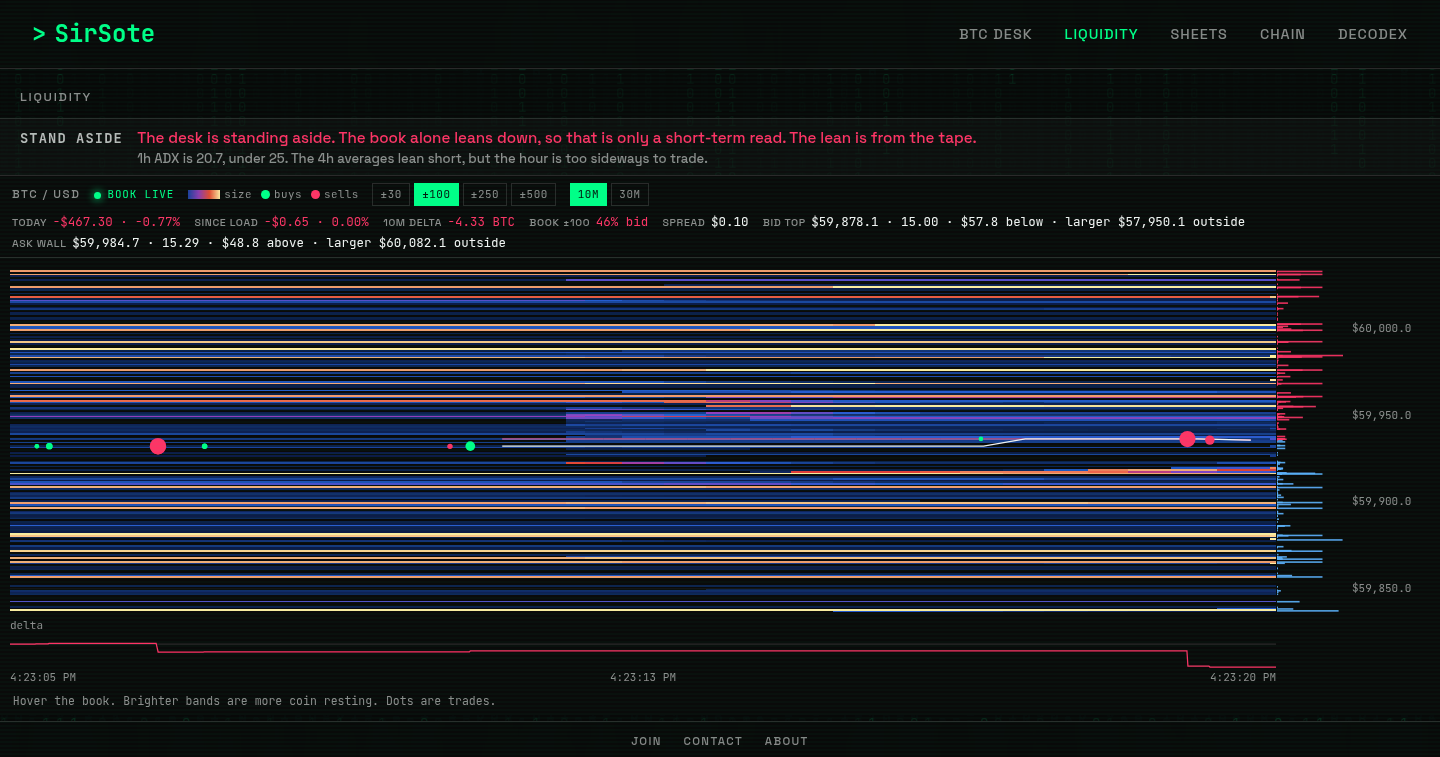 > SirSote
BTC DESK LIQUIDITY SHEETS CHAIN DECODEX
LIQUIDITY
STAND ASIDE The desk is standing aside. The book alone leans down, so that is only a short-term read. The lean is from the tape.
1h ADX is 20.7, under 25. The 4h averages lean short, but the hour is too sideways to trade.
BTC / USD BOOK LIVE size buys sells ±30 ±100 ±250 ±500 10M 30M
TODAY -$467.30 · -0.77% SINCE LOAD -$0.65 · 0.00% 10M DELTA -4.33 BTC BOOK ±100 46% bid SPREAD $0.10 BID TOP $59,878.1 · 15.00 · $57.8 below · larger $57,950.1 outside
ASK WALL $59,984.7 · 15.29 · $48.8 above · larger $60,082.1 outside
$60,000.0
$59,950.0
$59,900.0
$59,850.0
delta
4:23:05 PM 4:23:13 PM 4:23:20 PM
Hover the book. Brighter bands are more coin resting. Dots are trades.
JOIN CONTACT ABOUT